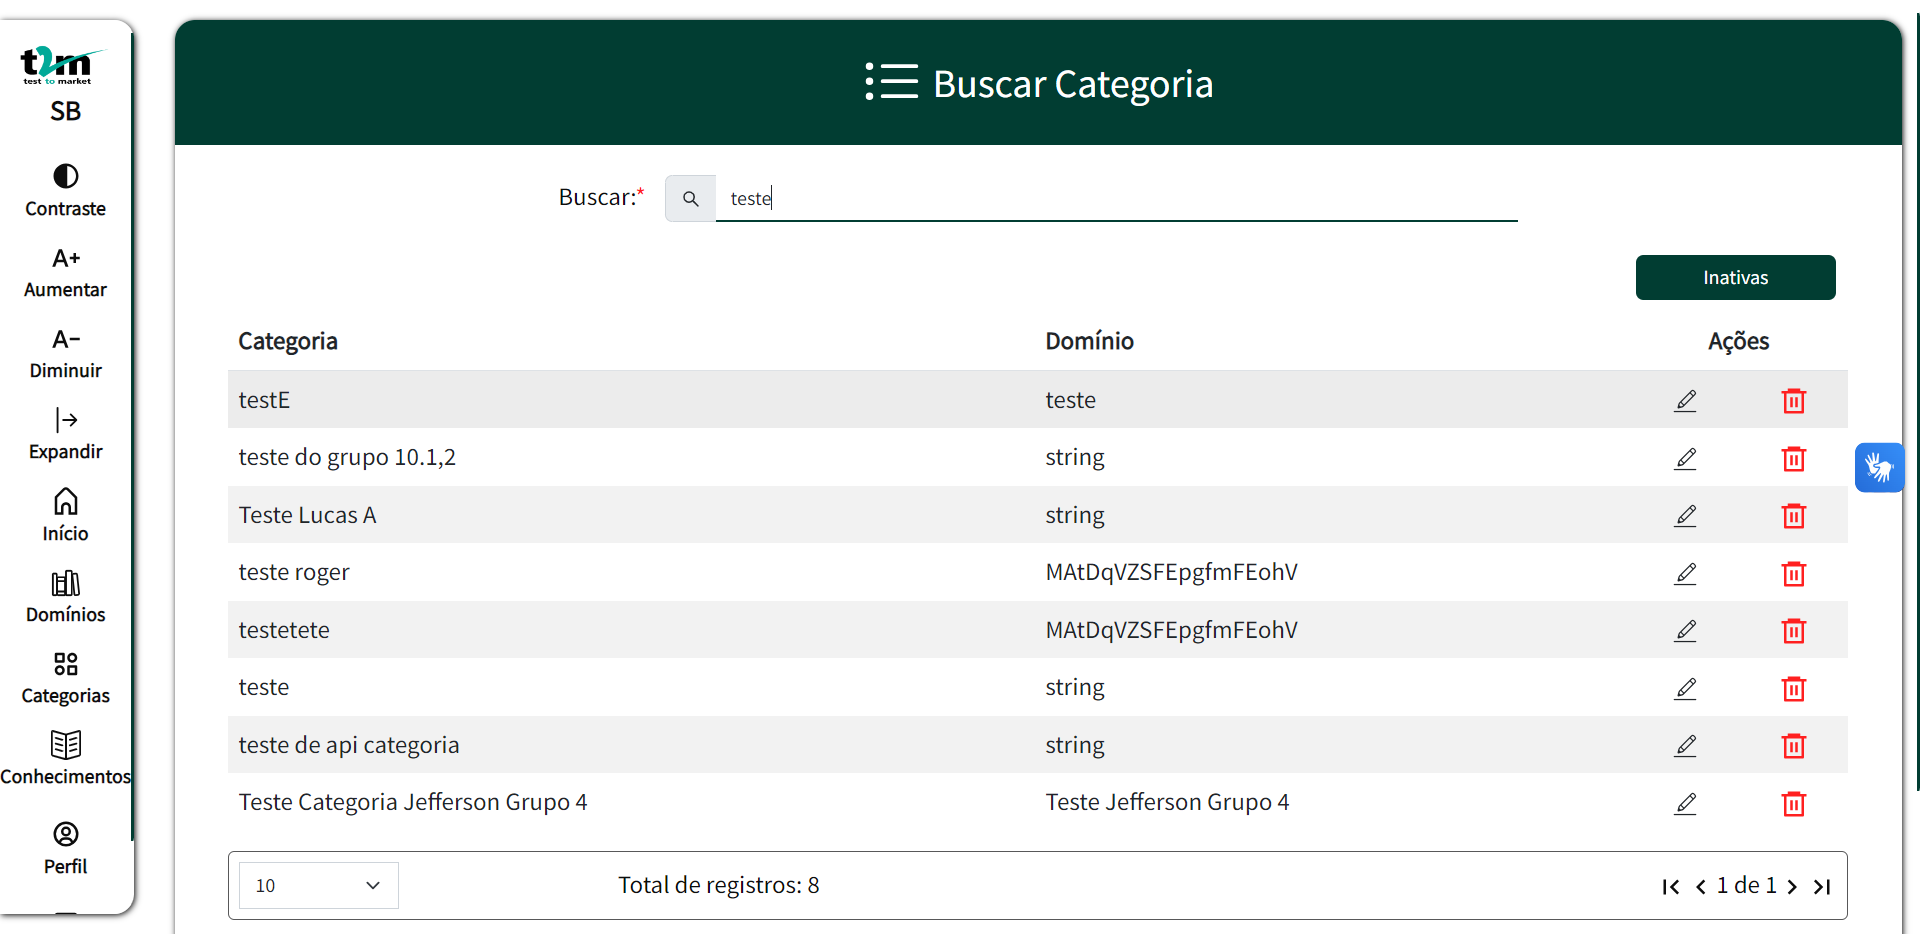 t2m
test to market
SB
Contraste
A+
Aumentar
A-
Diminuir
Expandir
Início
Domínios
Categorias
Conhecimentos
Perfil
Buscar Categoria
Buscar:* teste
Inativas
Categoria Domínio Ações
testE teste
teste do grupo 10.1,2 string
Teste Lucas A string
teste roger MAtDqVZSFEpgfmFEohV
testetete MAtDqVZSFEpgfmFEohV
teste string
teste de api categoria string
Teste Categoria Jefferson Grupo 4 Teste Jefferson Grupo 4
10 Total de registros: 8 1 de 1